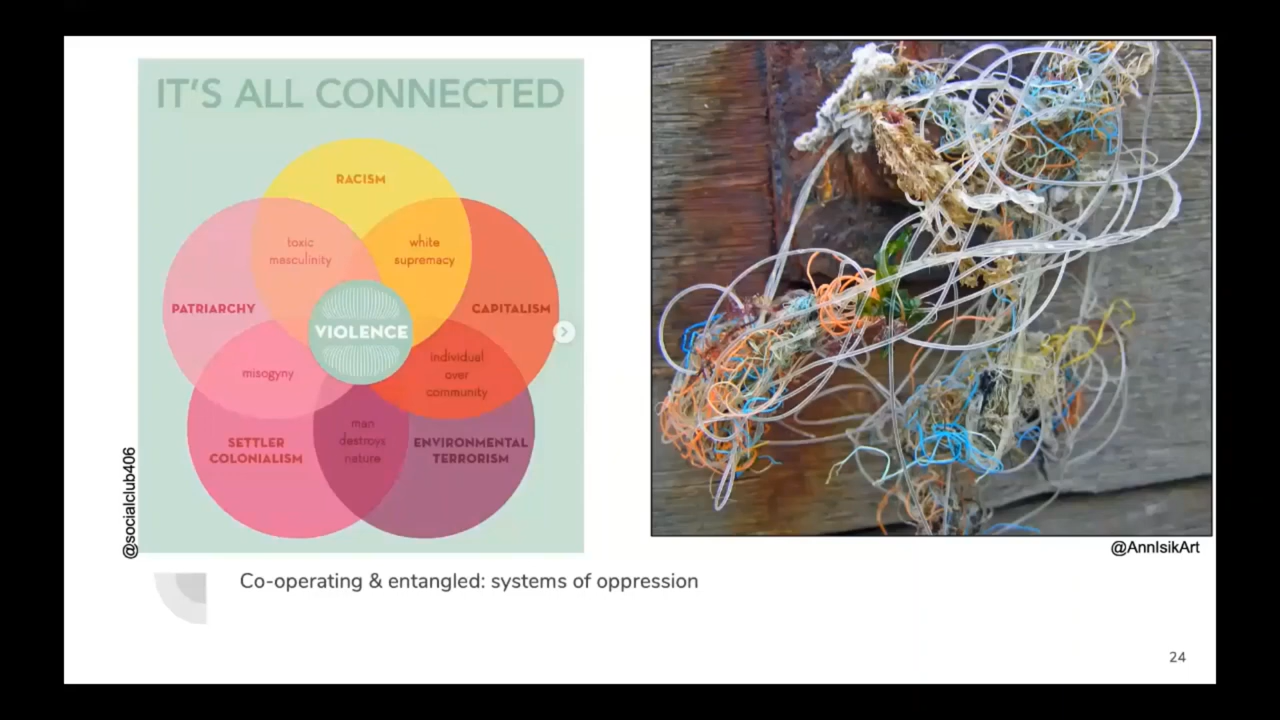 IT'S ALL CONNECTED
RACISM
toxic
masculinity
white
supremacy
PATRIARCHY
CAPITALISM
VIOLENCE
misogyny
individual
over
community
man
destroys
nature
SETTLER
COLONIALISM
ENVIRONMENTAL
TERRORISM
@socialclub406
@AnnIsikArt
Co-operating & entangled: systems of oppression
24